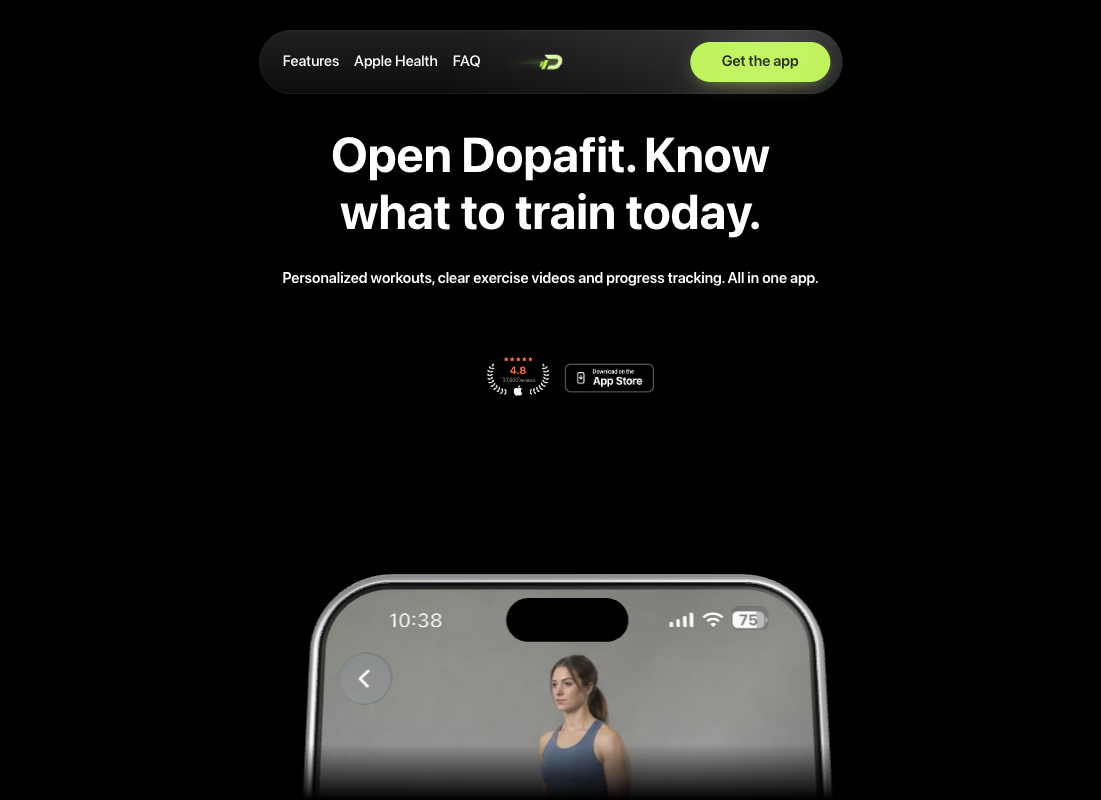 Features
Apple Health
FAQ
Get the app
Open Dopafit. Know
what to train today.
Personalized workouts, clear exercise videos and progress tracking. All in one app.
4.8
reviews
Download on the
App Store
10:38
75